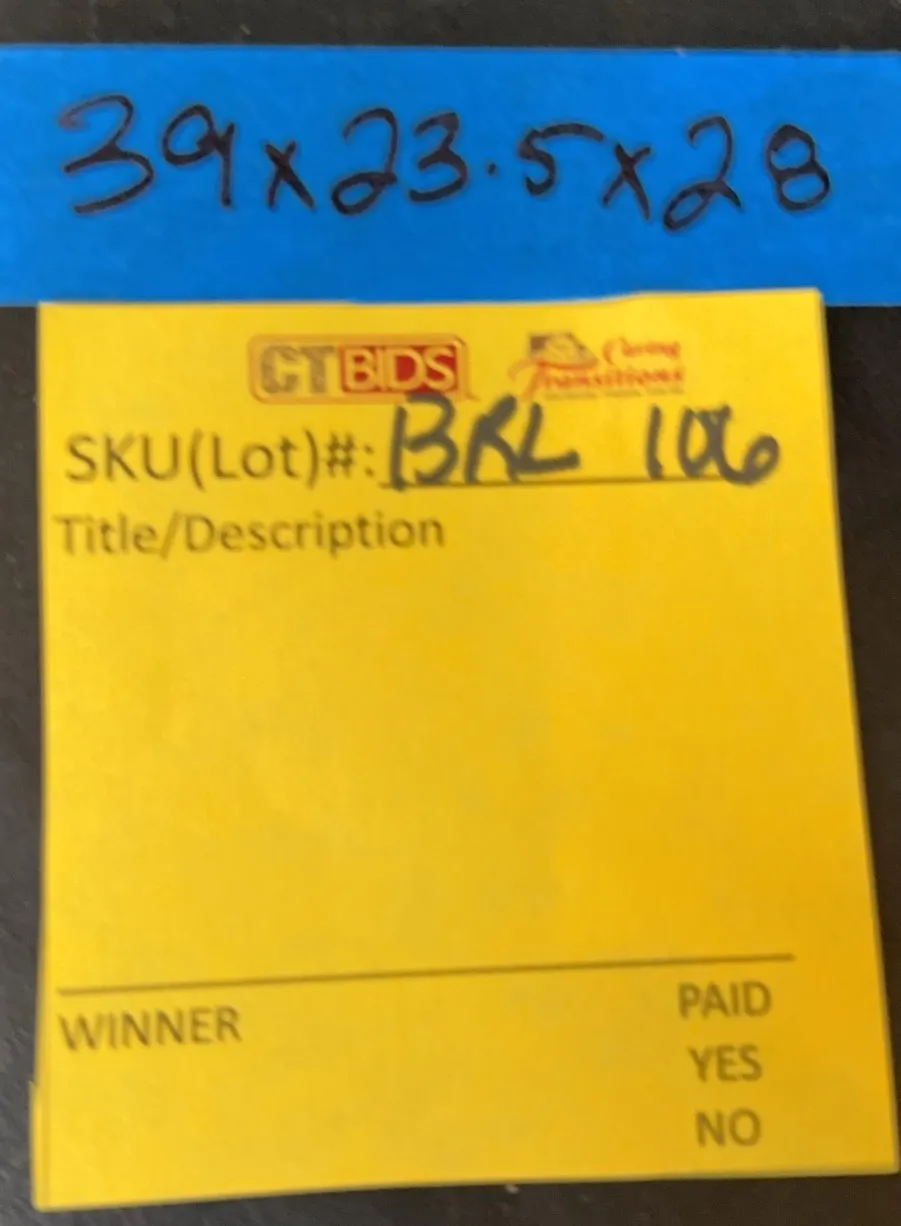 39x23.5x28
CTBIDS Caring Transitions
SKU(Lot)#: BRL 106
Title/Description
WINNER PAID
YES
NO